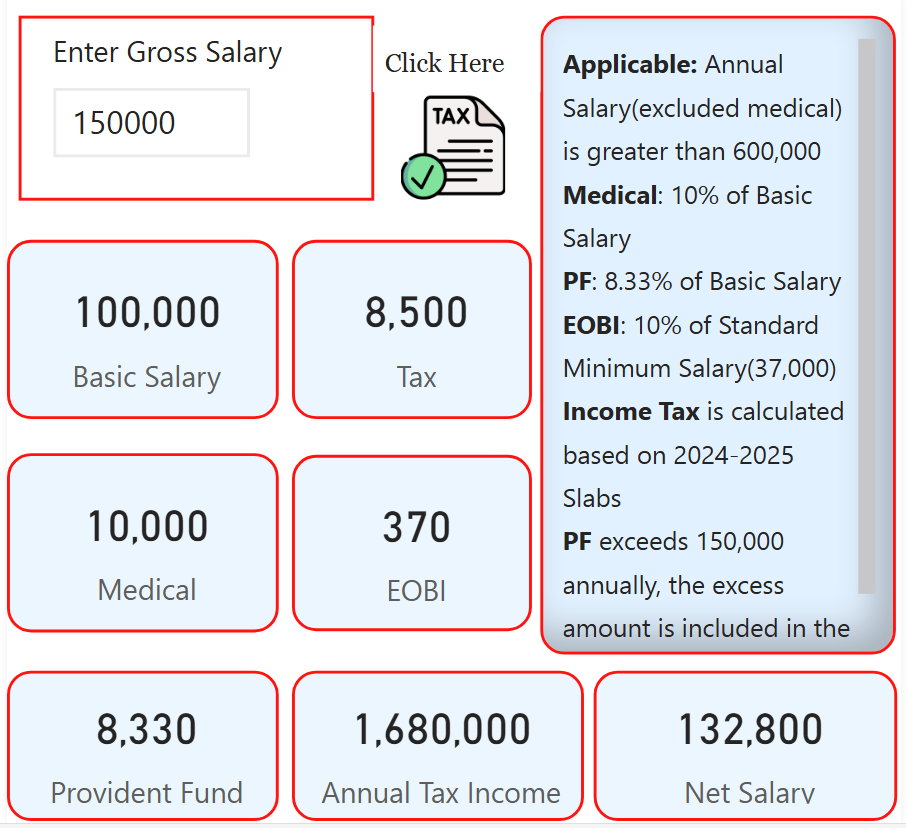 Enter Gross Salary
150000
Click Here
TAX
Applicable: Annual
Salary(excluded medical)
is greater than 600,000
Medical: 10% of Basic
Salary
PF: 8.33% of Basic Salary
EOBI: 10% of Standard
Minimum Salary(37,000)
Income Tax is calculated
based on 2024-2025
Slabs
PF exceeds 150,000
annually, the excess
amount is included in the
100,000
Basic Salary
8,500
Tax
10,000
Medical
370
EOBI
8,330
Provident Fund
1,680,000
Annual Tax Income
132,800
Net Salary